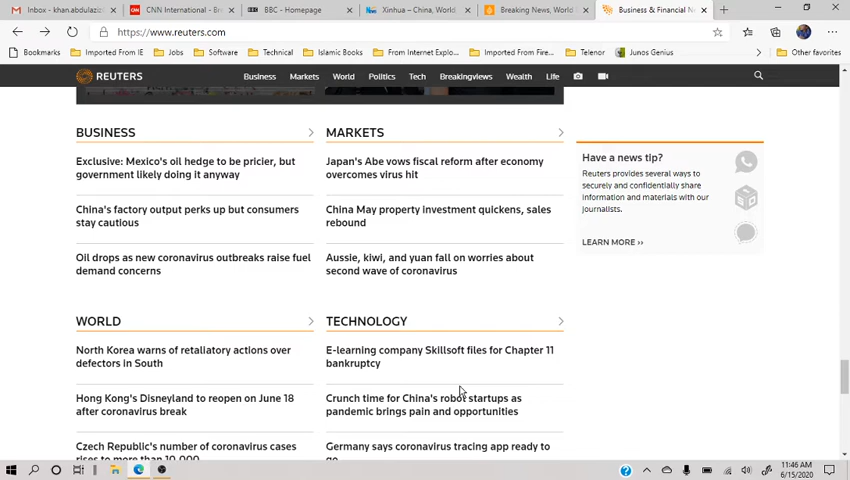 Inbox - khan.abdulaziz
CNN International - Br
BBC - Homepage
Xinhua – China, World
Breaking News, World
Business & Financial N
https://www.reuters.com
Bookmarks
Imported From IE
Jobs
Software
Technical
Islamic Books
From Internet Explo...
Imported From Fire...
Telenor
Junos Genius
Other favorites
REUTERS
Business
Markets
World
Politics
Tech
Breakingviews
Wealth
Life
BUSINESS
Exclusive: Mexico's oil hedge to be pricier, but
government likely doing it anyway
China's factory output perks up but consumers
stay cautious
Oil drops as new coronavirus outbreaks raise fuel
demand concerns
MARKETS
Japan's Abe vows fiscal reform after economy
overcomes virus hit
China May property investment quickens, sales
rebound
Aussie, kiwi, and yuan fall on worries about
second wave of coronavirus
Have a news tip?
Reuters provides several ways to
securely and confidentially share
information and materials with our
journalists.
LEARN MORE ››
WORLD
North Korea warns of retaliatory actions over
defectors in South
Hong Kong's Disneyland to reopen on June 18
after coronavirus break
Czech Republic's number of coronavirus cases
rises to more than 10,000
TECHNOLOGY
E-learning company Skillsoft files for Chapter 11
bankruptcy
Crunch time for China's robot startups as
pandemic brings pain and opportunities
Germany says coronavirus tracing app ready to
go
11:46 AM
6/15/2020